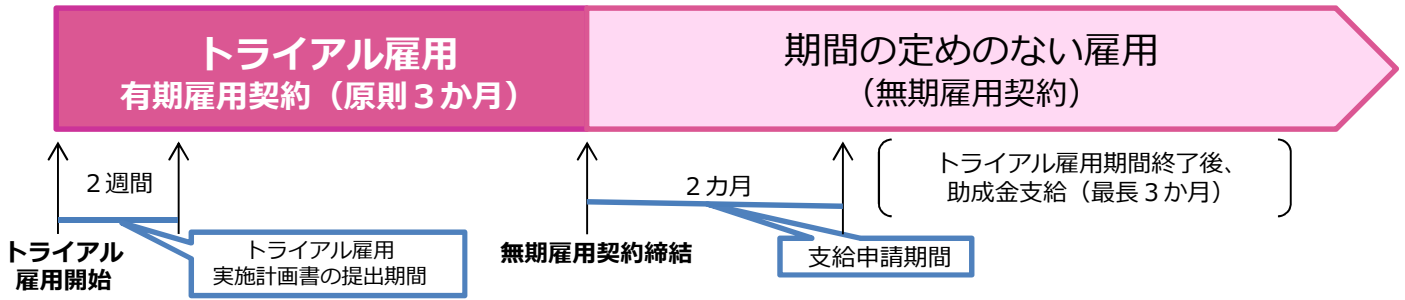 トライアル雇用
有期雇用契約（原則３か月）
期間の定めのない雇用
（無期雇用契約）
２週間
２カ月
トライアル雇用期間終了後、
助成金支給（最長３か月）
トライアル
雇用開始
トライアル雇用
実施計画書の提出期間
無期雇用契約締結
支給申請期間